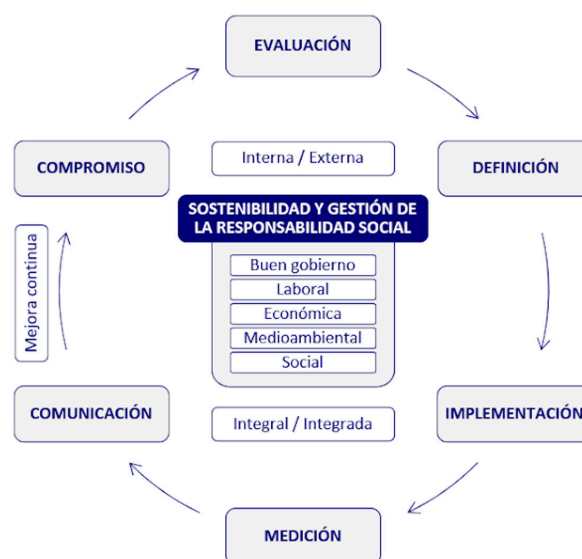 EVALUACIÓN
COMPROMISO
Interna / Externa
DEFINICIÓN
SOSTENIBILIDAD Y GESTIÓN DE
LA RESPONSABILIDAD SOCIAL
Buen gobierno
Laboral
Económica
Medioambiental
Social
Mejora continua
COMUNICACIÓN
Integral / Integrada
IMPLEMENTACIÓN
MEDICIÓN